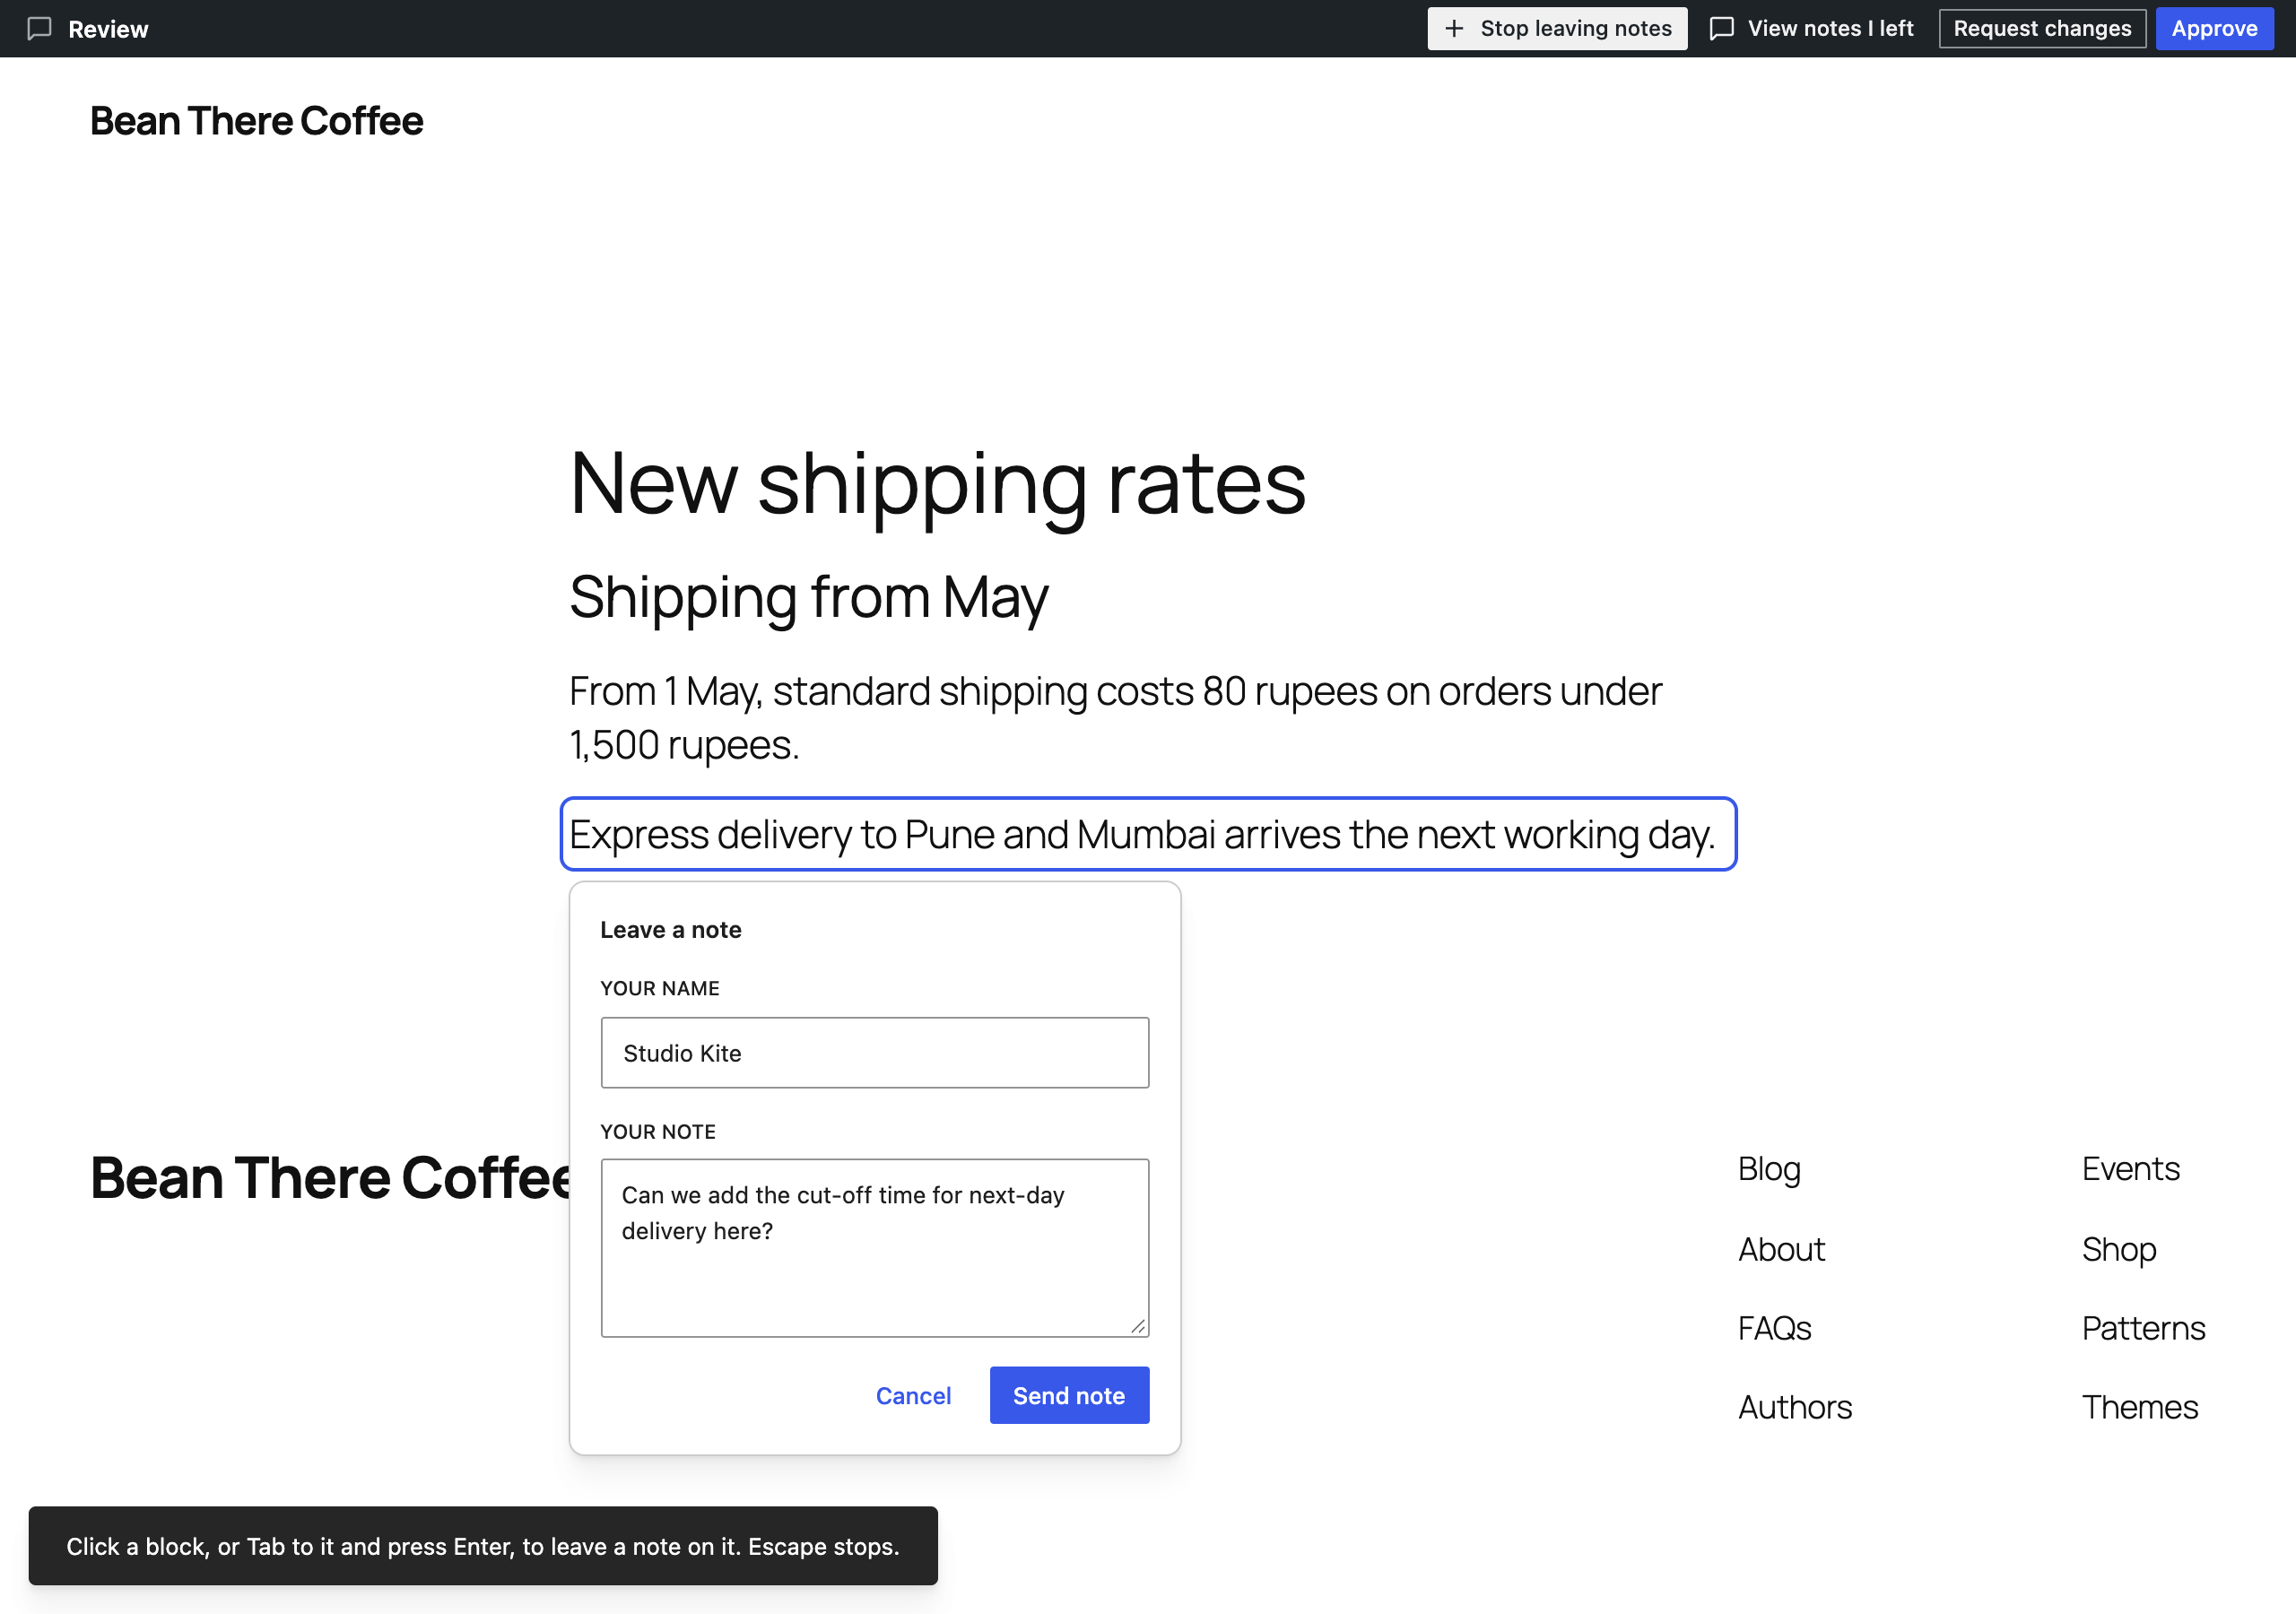 Review
Stop leaving notes
View notes I left
Request changes
Approve
Bean There Coffee
New shipping rates
Shipping from May
From 1 May, standard shipping costs 80 rupees on orders under
1,500 rupees.
Express delivery to Pune and Mumbai arrives the next working day.
Leave a note
YOUR NAME
Studio Kite
YOUR NOTE
Can we add the cut-off time for next-day
delivery here?
Cancel
Send note
Bean There Coffee
Blog
About
FAQs
Authors
Events
Shop
Patterns
Themes
Click a block, or Tab to it and press Enter, to leave a note on it. Escape stops.